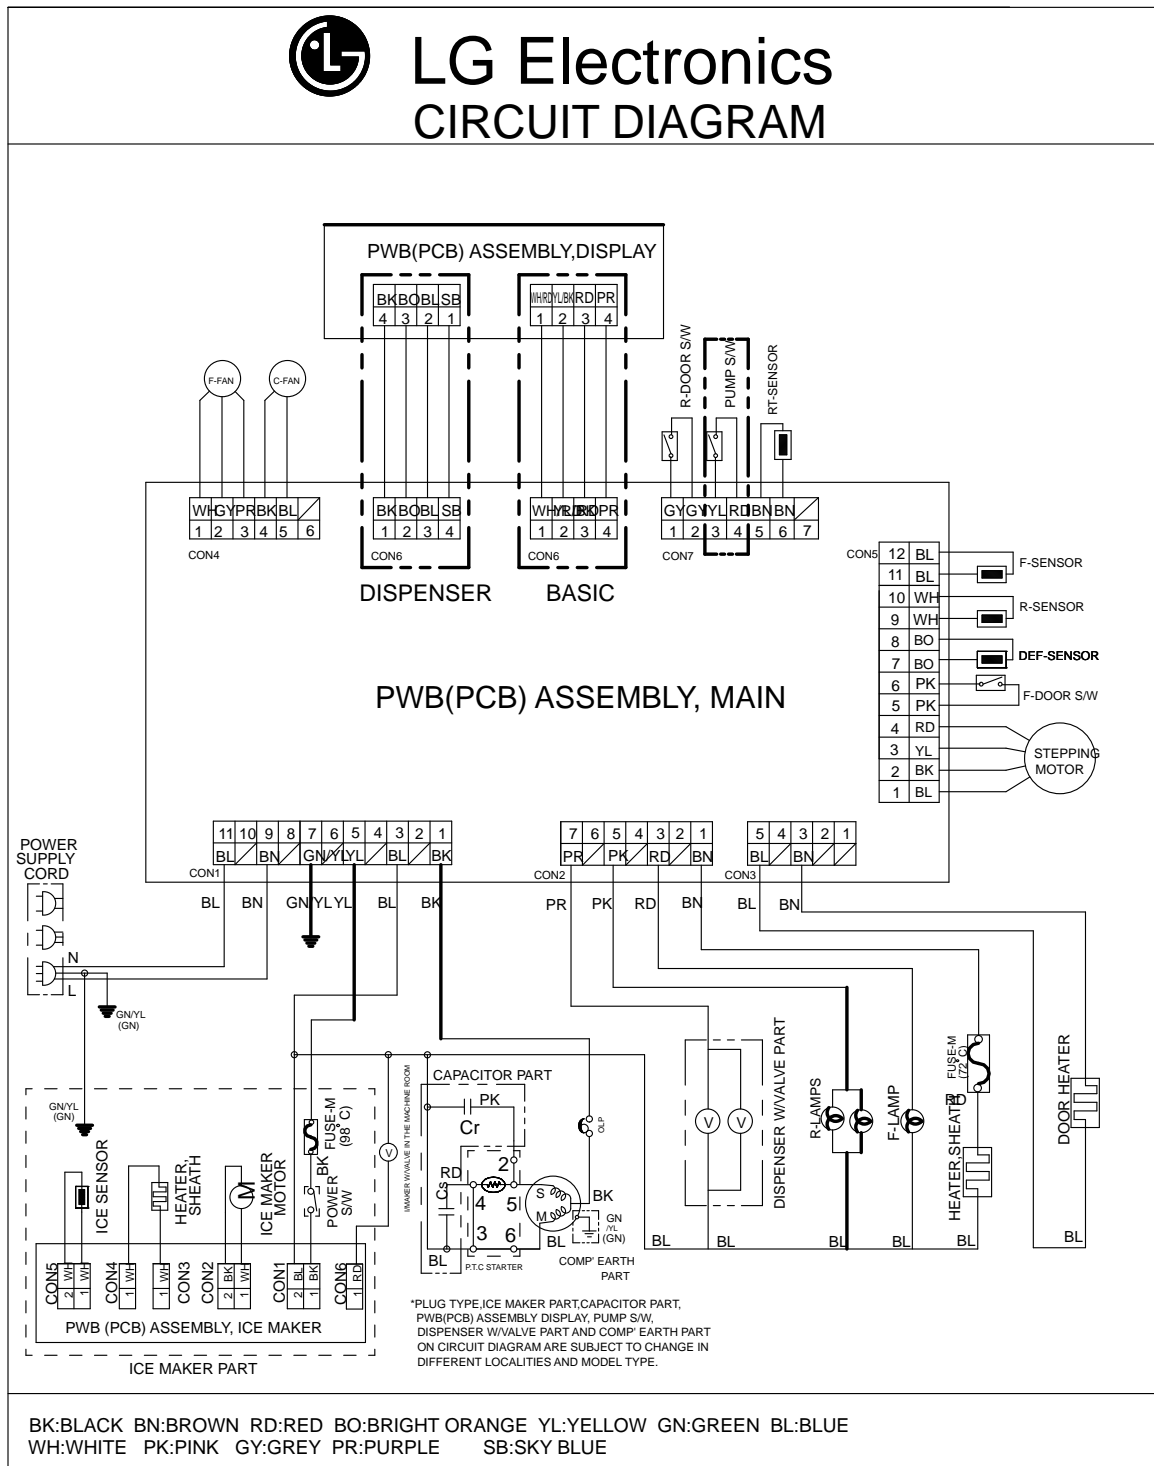 LG LG Electronics
CIRCUIT DIAGRAM
PWB(PCB) ASSEMBLY,DISPLAY
BK BO BL SB
4 3 2 1
WH/RD YL/BK RD PR
1 2 3 4
F-FAN
C-FAN
R-DOOR S/W
PUMP S/W
RT-SENSOR
WH GY PR BK BL
1 2 3 4 5 6
CON4
BK BO BL SB
1 2 3 4
CON6
DISPENSER
PR
1 2 3 4
CON6
BASIC
GY GY YL RD BN BN
1 2 3 4 5 6 7
CON7
CON5
12 BL
11 BL
F-SENSOR
10 WH
9 WH
R-SENSOR
8 BO
7 BO
DEF-SENSOR
6 PK
5 PK
F-DOOR S/W
4 RD
3 YL
2 BK
1 BL
STEPPING
MOTOR
PWB(PCB) ASSEMBLY, MAIN
11 10 9 8 7 6 5 4 3 2 1
BL BN GN/YL YL BL BK
CON1
7 6 5 4 3 2 1
PR PK RD BN
CON2
5 4 3 2 1
BL BN
CON3
POWER
SUPPLY
CORD
N
L
GN/YL
(GN)
BL BN GN/YL YL BL BK
PR PK RD BN BL BN
GN/YL
(GN)
ICE SENSOR
HEATER,
SHEATH
M
ICE MAKER
MOTOR
FUSE-M
(98°C)
BK
POWER
S/W
V
I/MAKER W/VALVE IN THE MACHINE ROOM
CAPACITOR PART
PK
Cr
RD
Cs
2
4 5
3 6
BL
P.T.C STARTER
OLP
S
M
BK
BL
GN
/YL
(GN)
COMP' EARTH
PART
V V
DISPENSER W/VALVE PART
R-LAMPS
F-LAMP
FUSE-M
(72°C)
RD
HEATER,SHEATH
DOOR HEATER
BL BL BL BL BL BL
CON5
2 WH
1 WH
CON4
1 WH
1 WH
CON3
CON2
2 BK
1 WH
CON1
2 BL
1 BK
CON6
1 RD
PWB (PCB) ASSEMBLY, ICE MAKER
ICE MAKER PART
*PLUG TYPE,ICE MAKER PART,CAPACITOR PART,
PWB(PCB) ASSEMBLY DISPLAY, PUMP S/W,
DISPENSER W/VALVE PART AND COMP' EARTH PART
ON CIRCUIT DIAGRAM ARE SUBJECT TO CHANGE IN
DIFFERENT LOCALITIES AND MODEL TYPE.
BK:BLACK BN:BROWN RD:RED BO:BRIGHT ORANGE YL:YELLOW GN:GREEN BL:BLUE
WH:WHITE PK:PINK GY:GREY PR:PURPLE SB:SKY BLUE